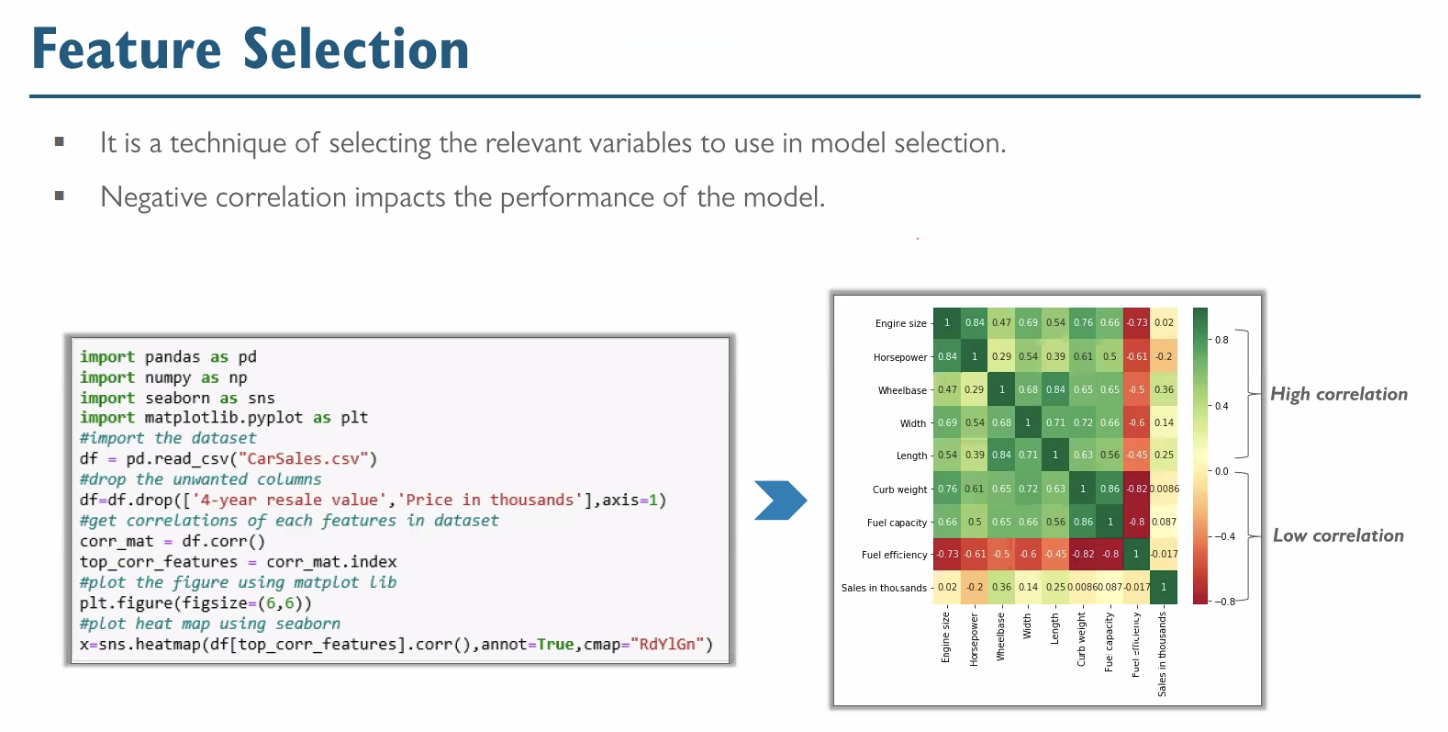 Feature Selection
▪ It is a technique of selecting the relevant variables to use in model selection.
▪ Negative correlation impacts the performance of the model.
import pandas as pd
import numpy as np
import seaborn as sns
import matplotlib.pyplot as plt
#import the dataset
df = pd.read_csv("CarSales.csv")
#drop the unwanted columns
df=df.drop(['4-year resale value','Price in thousands'],axis=1)
#get correlations of each features in dataset
corr_mat = df.corr()
top_corr_features = corr_mat.index
#plot the figure using matplot lib
plt.figure(figsize=(6,6))
#plot heat map using seaborn
x=sns.heatmap(df[top_corr_features].corr(),annot=True,cmap="RdYlGn")
Engine size 1 0.84 0.47 0.69 0.54 0.76 0.66 -0.73 0.02
Horsepower 0.84 1 0.29 0.54 0.39 0.61 0.5 -0.61 -0.2
Wheelbase 0.47 0.29 1 0.68 0.84 0.65 0.65 -0.5 0.36
Width 0.69 0.54 0.68 1 0.71 0.72 0.66 -0.6 0.14
Length 0.54 0.39 0.84 0.71 1 0.63 0.56 -0.45 0.25
Curb weight 0.76 0.61 0.65 0.72 0.63 1 0.86 -0.82 0.0086
Fuel capacity 0.66 0.5 0.65 0.66 0.56 0.86 1 -0.8 0.087
Fuel efficiency -0.73 -0.61 -0.5 -0.6 -0.45 -0.82 -0.8 1 -0.017
Sales in thousands 0.02 -0.2 0.36 0.14 0.25 0.0086 0.087 -0.017 1
Engine size
Horsepower
Wheelbase
Width
Length
Curb weight
Fuel capacity
Fuel efficiency
Sales in thousands
0.8
0.4
0.0
-0.4
-0.8
High correlation
Low correlation